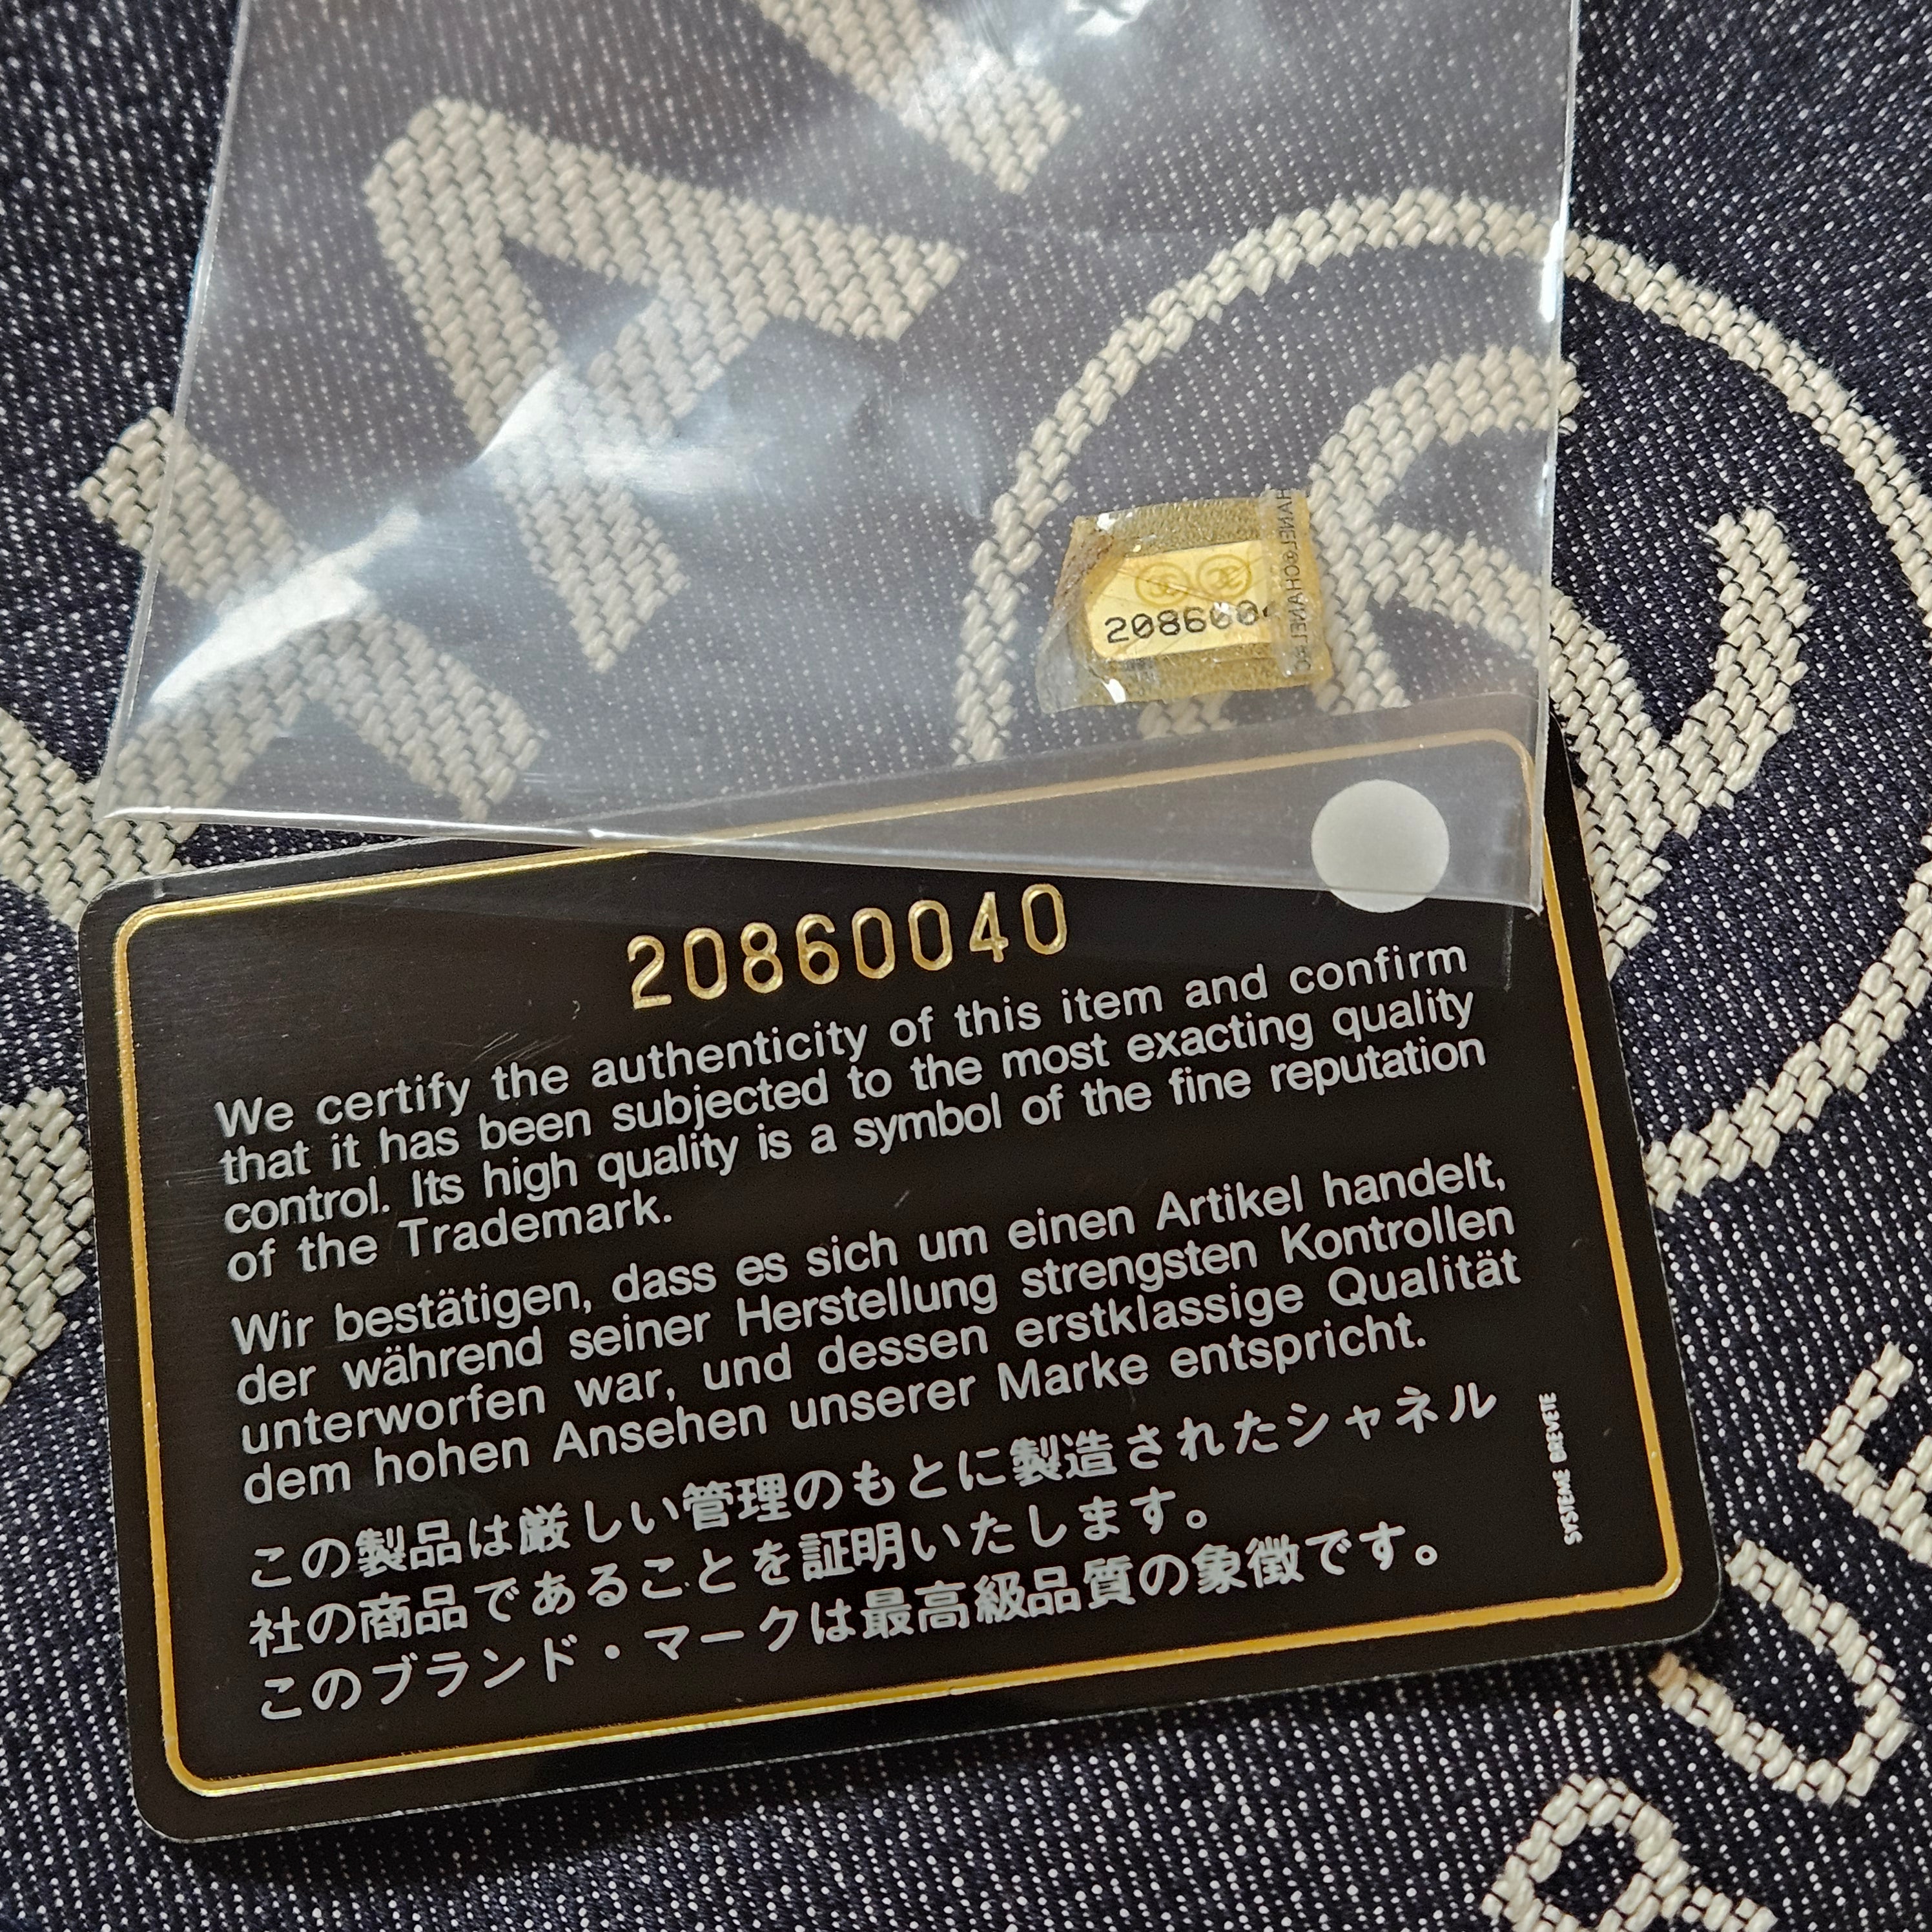 HANEL©CHANEL©C
2086004
20860040
We certify the authenticity of this item and confirm
that it has been subjected to the most exacting quality
control. Its high quality is a symbol of the fine reputation
of the Trademark.
Wir bestätigen, dass es sich um einen Artikel handelt,
der während seiner Herstellung strengsten Kontrollen
unterworfen war, und dessen erstklassige Qualität
dem hohen Ansehen unserer Marke entspricht.
この製品は厳しい管理のもとに製造されたシャネル
社の商品であることを証明いたします。
このブランド・マークは最高級品質の象徴です。
SYSTEME BREVETE